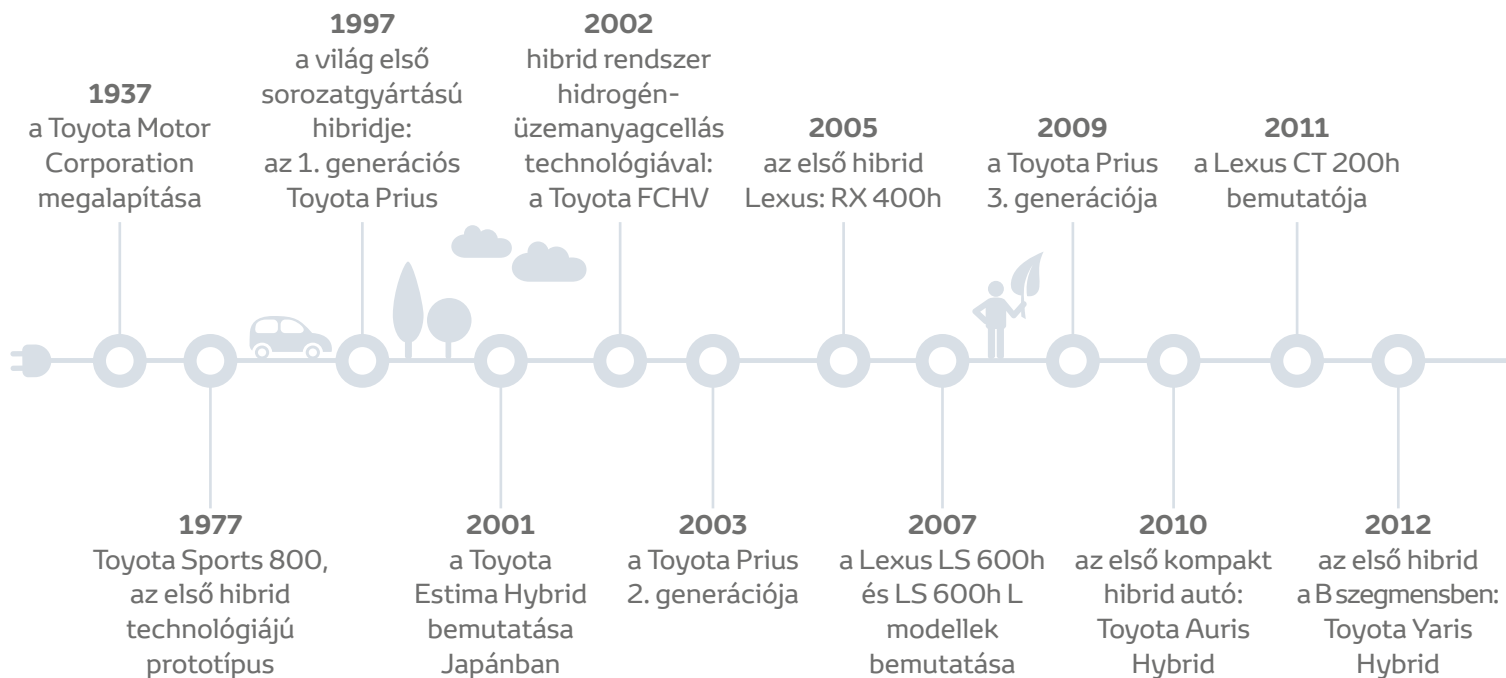 1937
a Toyota Motor
Corporation
megalapítása
1977
Toyota Sports 800,
az első hibrid
technológiájú
prototípus
1997
a világ első
sorozatgyártású
hibridje:
az 1. generációs
Toyota Prius
2001
a Toyota
Estima Hybrid
bemutatása
Japánban
2002
hibrid rendszer
hidrogén-
üzemanyagcellás
technológiával:
a Toyota FCHV
2003
a Toyota Prius
2. generációja
2005
az első hibrid
Lexus: RX 400h
2007
a Lexus LS 600h
és LS 600h L
modellek
bemutatása
2009
a Toyota Prius
3. generációja
2010
az első kompakt
hibrid autó:
Toyota Auris
Hybrid
2011
a Lexus CT 200h
bemutatója
2012
az első hibrid
a B szegmensben:
Toyota Yaris
Hybrid